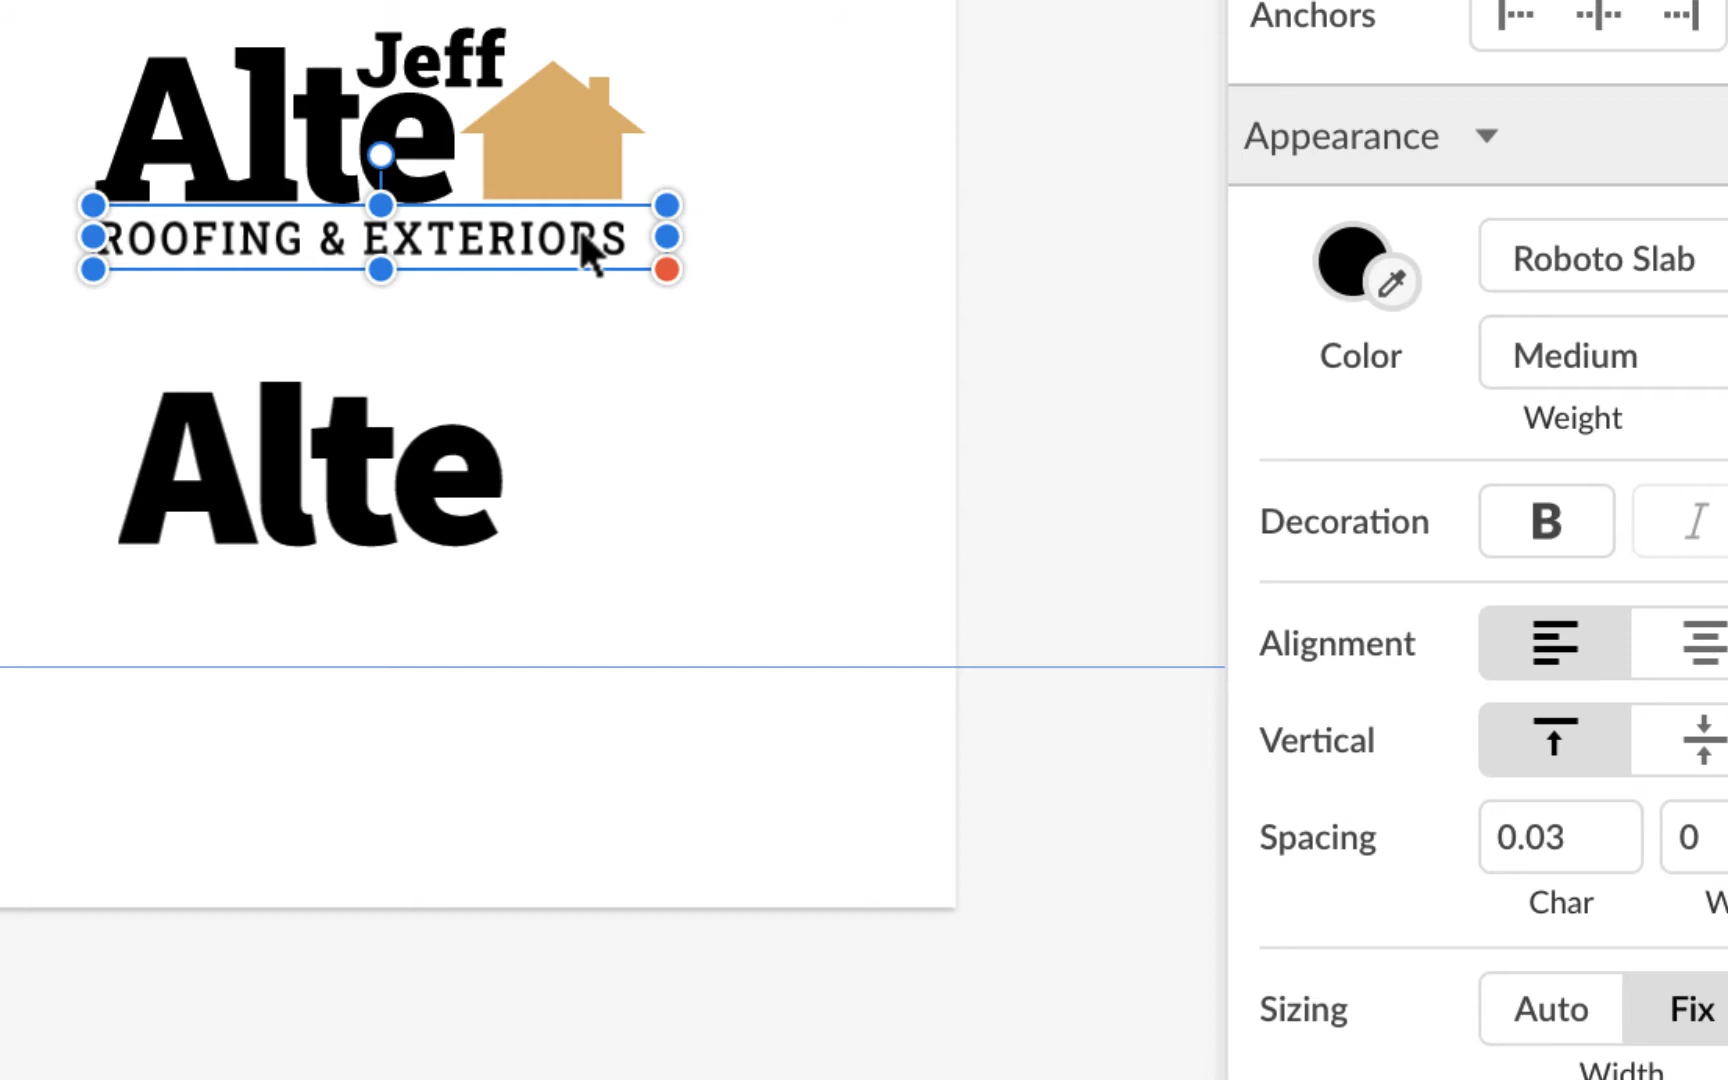 Jeff
Alte
ROOFING & EXTERIORS
Alte
Anchors
Appearance
Roboto Slab
Color
Medium
Weight
Decoration
B
I
Alignment
Vertical
Spacing
0.03
0
Char
Sizing
Auto
Fix
Width